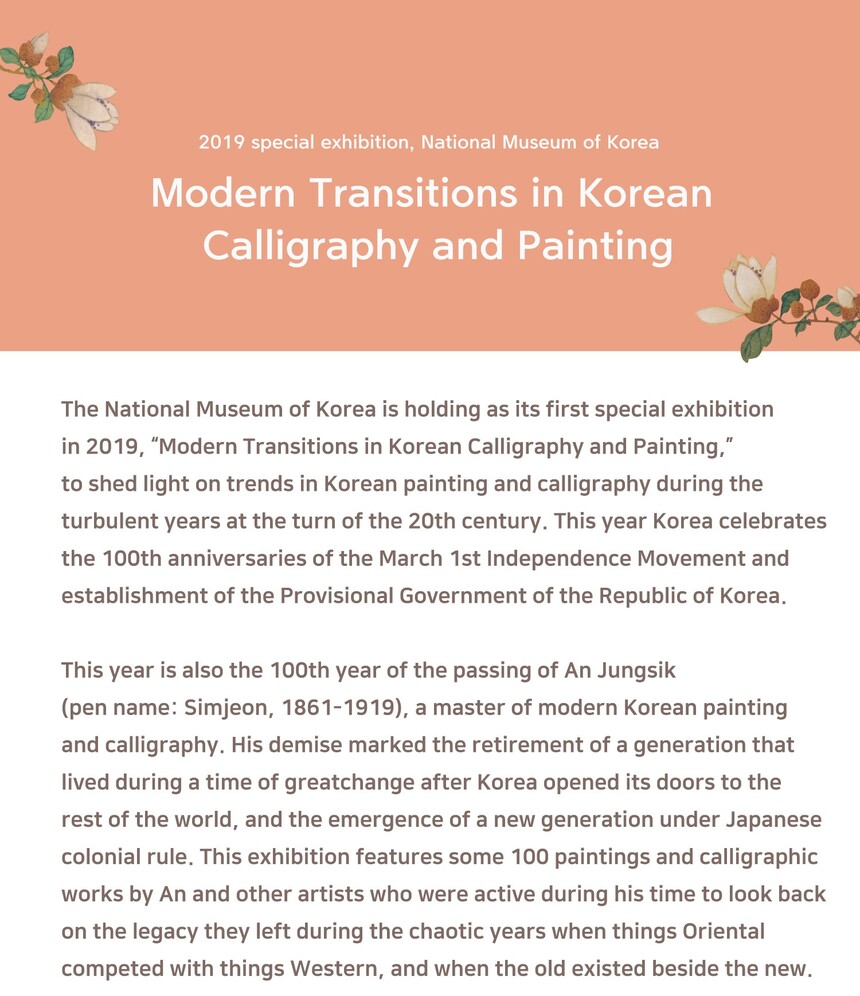 2019 special exhibition, National Museum of Korea
Modern Transitions in Korean
Calligraphy and Painting
The National Museum of Korea is holding as its first special exhibition
in 2019, “Modern Transitions in Korean Calligraphy and Painting,”
to shed light on trends in Korean painting and calligraphy during the
turbulent years at the turn of the 20th century. This year Korea celebrates
the 100th anniversaries of the March 1st Independence Movement and
establishment of the Provisional Government of the Republic of Korea.
This year is also the 100th year of the passing of An Jungsik
(pen name: Simjeon, 1861-1919), a master of modern Korean painting
and calligraphy. His demise marked the retirement of a generation that
lived during a time of greatchange after Korea opened its doors to the
rest of the world, and the emergence of a new generation under Japanese
colonial rule. This exhibition features some 100 paintings and calligraphic
works by An and other artists who were active during his time to look back
on the legacy they left during the chaotic years when things Oriental
competed with things Western, and when the old existed beside the new.